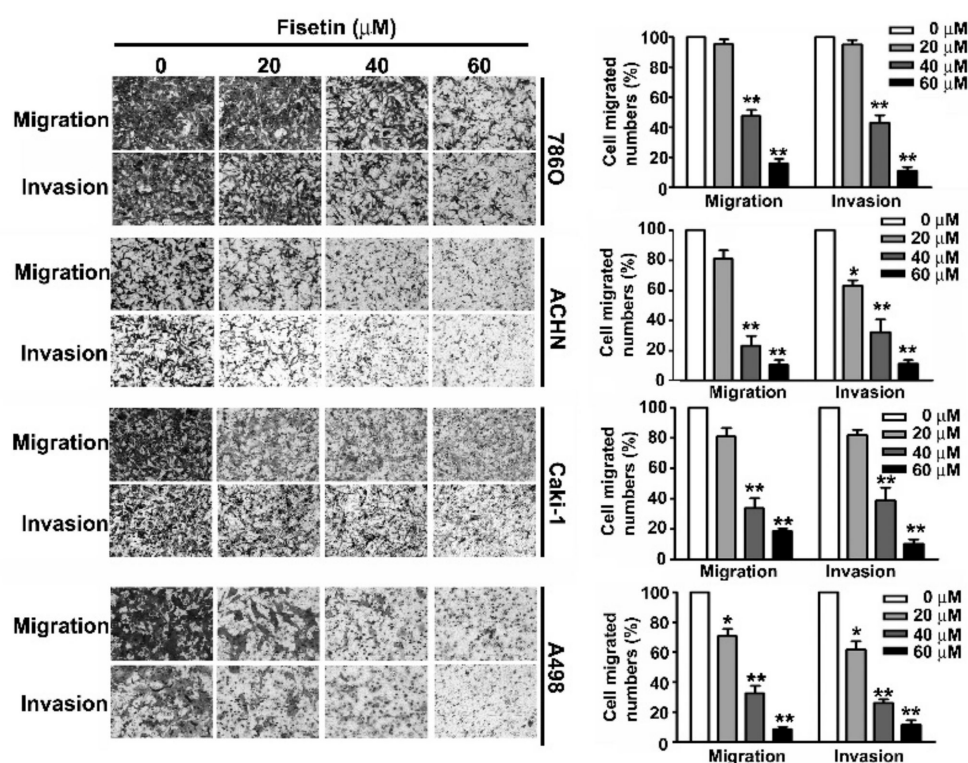 Fisetin (μM)
0 20 40 60
Migration
Invasion
786O
Migration
Invasion
ACHN
Migration
Invasion
Caki-1
Migration
Invasion
A498
Cell migrated
numbers (%)
100
80
60
40
20
0
** ** ** **
Migration Invasion
0 μM
20 μM
40 μM
60 μM
Cell migrated
numbers (%)
100
80
60
40
20
0
** ** * ** **
Migration Invasion
0 μM
20 μM
40 μM
60 μM
Cell migrated
numbers (%)
100
80
60
40
20
0
** ** ** **
Migration Invasion
0 μM
20 μM
40 μM
60 μM
Cell migrated
numbers (%)
100
80
60
40
20
0
* ** ** * ** **
Migration Invasion
0 μM
20 μM
40 μM
60 μM